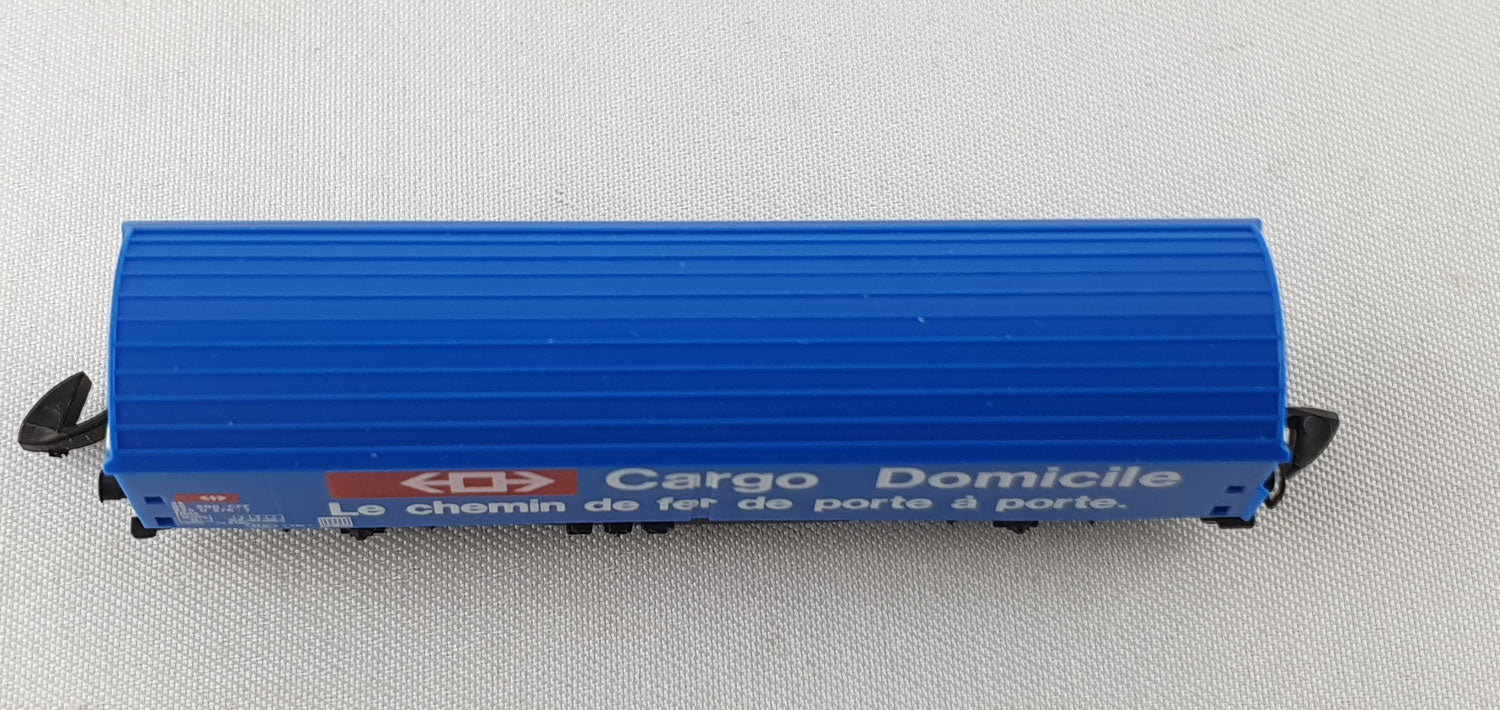 Cargo Domicile
Le chemin de fer de porte à porte.